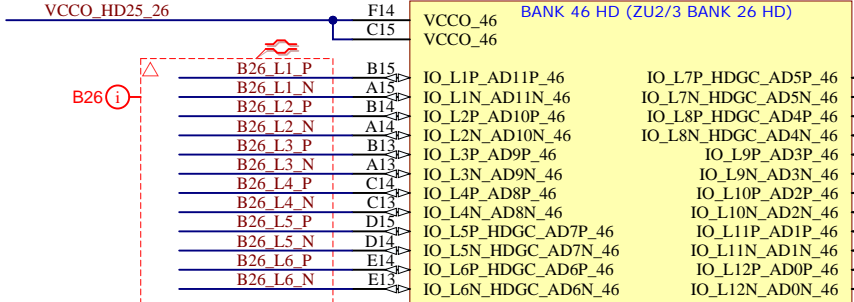 VCCO_HD25_26 F14 VCCO_46 BANK 46 HD (ZU2/3 BANK 26 HD)
C15 VCCO_46
B26 i
B26_L1_P B15 IO_L1P_AD11P_46 IO_L7P_HDGC_AD5P_46
B26_L1_N A15 IO_L1N_AD11N_46 IO_L7N_HDGC_AD5N_46
B26_L2_P B14 IO_L2P_AD10P_46 IO_L8P_HDGC_AD4P_46
B26_L2_N A14 IO_L2N_AD10N_46 IO_L8N_HDGC_AD4N_46
B26_L3_P B13 IO_L3P_AD9P_46 IO_L9P_AD3P_46
B26_L3_N A13 IO_L3N_AD9N_46 IO_L9N_AD3N_46
B26_L4_P C14 IO_L4P_AD8P_46 IO_L10P_AD2P_46
B26_L4_N C13 IO_L4N_AD8N_46 IO_L10N_AD2N_46
B26_L5_P D15 IO_L5P_HDGC_AD7P_46 IO_L11P_AD1P_46
B26_L5_N D14 IO_L5N_HDGC_AD7N_46 IO_L11N_AD1N_46
B26_L6_P E14 IO_L6P_HDGC_AD6P_46 IO_L12P_AD0P_46
B26_L6_N E13 IO_L6N_HDGC_AD6N_46 IO_L12N_AD0N_46